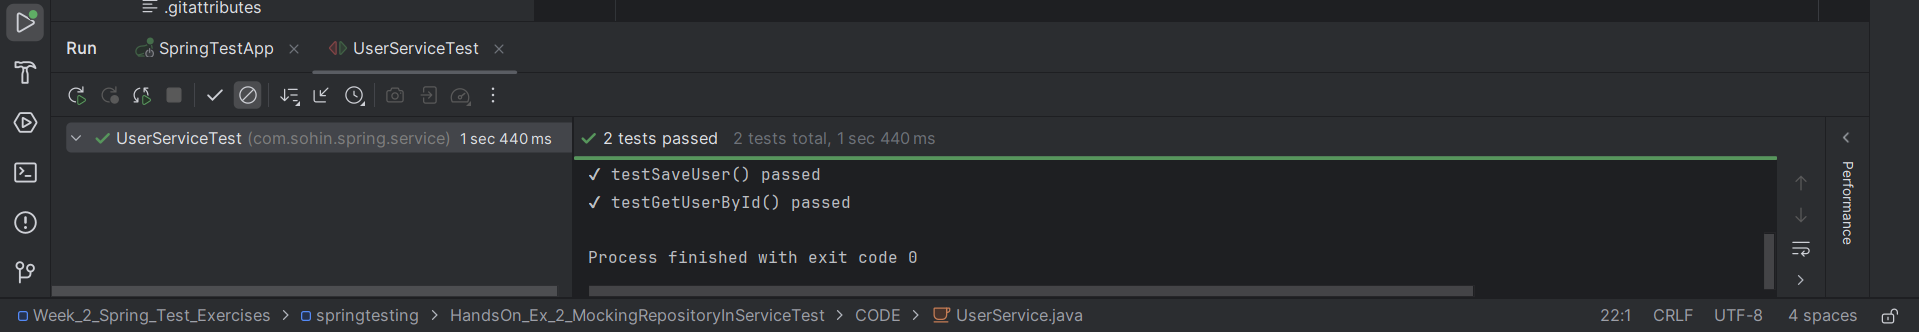 .gitattributes
Run SpringTestApp UserServiceTest
UserServiceTest (com.sohin.spring.service) 1 sec 440 ms
2 tests passed 2 tests total, 1 sec 440 ms
✓ testSaveUser() passed
✓ testGetUserById() passed
Process finished with exit code 0
Performance
Week_2_Spring_Test_Exercises > springtesting > HandsOn_Ex_2_MockingRepositoryInServiceTest > CODE > UserService.java 22:1 CRLF UTF-8 4 spaces